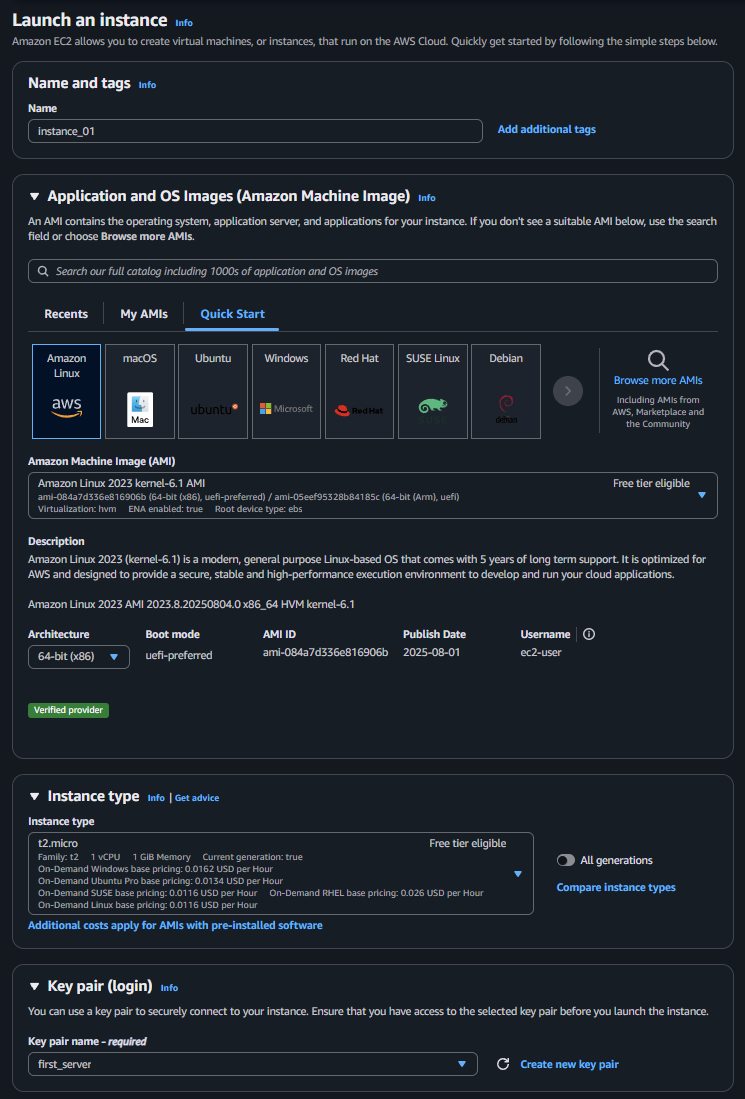 Launch an instance Info
Amazon EC2 allows you to create virtual machines, or instances, that run on the AWS Cloud. Quickly get started by following the simple steps below.
Name and tags Info
Name
instance_01
Add additional tags
Application and OS Images (Amazon Machine Image) Info
An AMI contains the operating system, application server, and applications for your instance. If you don't see a suitable AMI below, use the search
field or choose Browse more AMIs.
Search our full catalog including 1000s of application and OS images
Recents My AMIs Quick Start
Amazon
Linux
aws
macOS
Mac
Ubuntu
ubuntu
Windows
Microsoft
Red Hat
Red Hat
SUSE Linux
Debian
debian
Browse more AMIs
Including AMIs from
AWS, Marketplace and
the Community
Amazon Machine Image (AMI)
Amazon Linux 2023 kernel-6.1 AMI Free tier eligible
ami-084a7d336e816906b (64-bit (x86), uefi-preferred) / ami-05eef95328b84185c (64-bit (Arm), uefi)
Virtualization: hvm ENA enabled: true Root device type: ebs
Description
Amazon Linux 2023 (kernel-6.1) is a modern, general purpose Linux-based OS that comes with 5 years of long term support. It is optimized for
AWS and designed to provide a secure, stable and high-performance execution environment to develop and run your cloud applications.
Amazon Linux 2023 AMI 2023.8.20250804.0 x86_64 HVM kernel-6.1
Architecture Boot mode AMI ID Publish Date Username
64-bit (x86) uefi-preferred ami-084a7d336e816906b 2025-08-01 ec2-user
Verified provider
Instance type Info | Get advice
Instance type
t2.micro Free tier eligible
Family: t2 1 vCPU 1 GiB Memory Current generation: true
On-Demand Windows base pricing: 0.0162 USD per Hour
On-Demand Ubuntu Pro base pricing: 0.0134 USD per Hour
On-Demand SUSE base pricing: 0.0116 USD per Hour On-Demand RHEL base pricing: 0.026 USD per Hour
On-Demand Linux base pricing: 0.0116 USD per Hour
All generations
Compare instance types
Additional costs apply for AMIs with pre-installed software
Key pair (login) Info
You can use a key pair to securely connect to your instance. Ensure that you have access to the selected key pair before you launch the instance.
Key pair name - required
first_server
Create new key pair